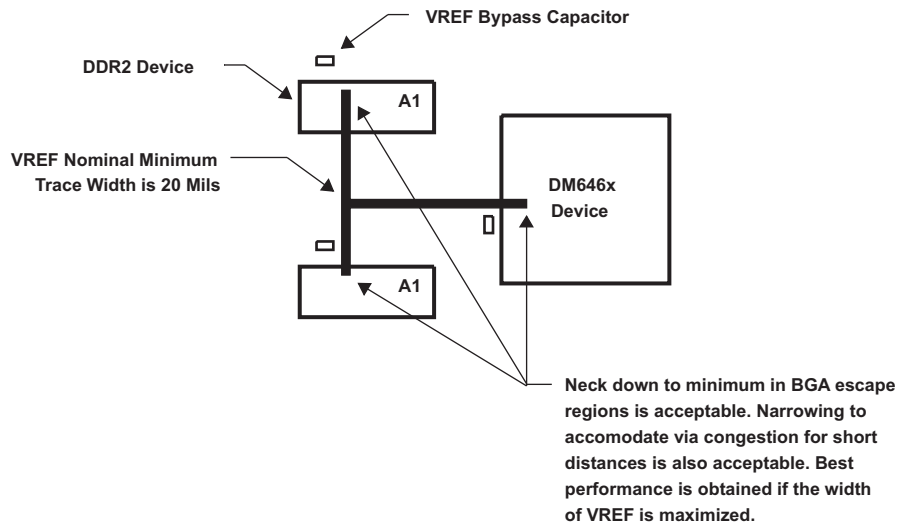 VREF Bypass Capacitor
DDR2 Device
A1
VREF Nominal Minimum
Trace Width is 20 Mils
DM646x
Device
A1
Neck down to minimum in BGA escape
regions is acceptable. Narrowing to
accomodate via congestion for short
distances is also acceptable. Best
performance is obtained if the width
of VREF is maximized.